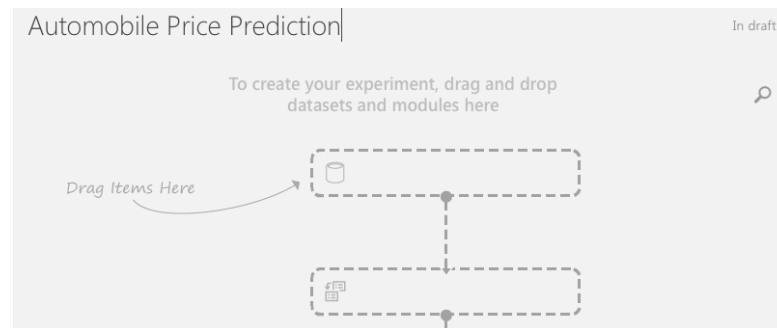 Automobile Price Prediction
In draft
To create your experiment, drag and drop
datasets and modules here
Drag Items Here